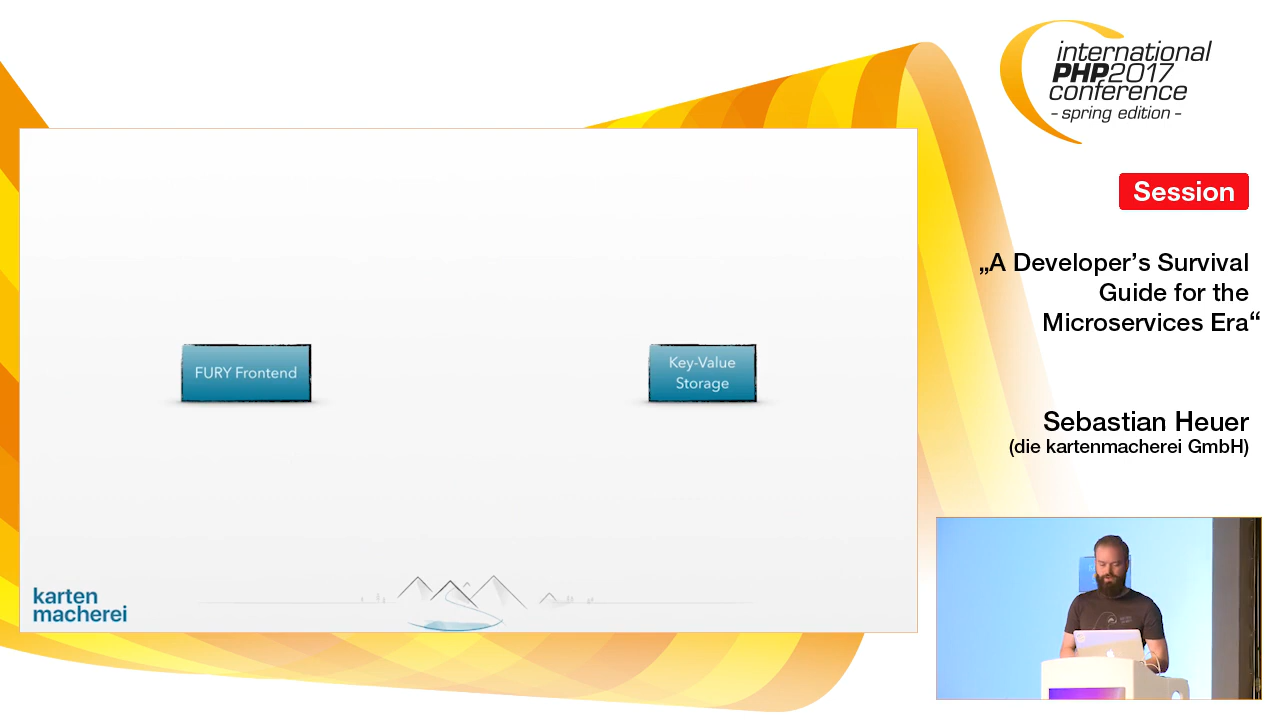 international
PHP2017
conference
- spring edition -
Session
„A Developer’s Survival
Guide for the
Microservices Era“
Sebastian Heuer
(die kartenmacherei GmbH)
FURY Frontend
Key-Value
Storage
karten
macherei